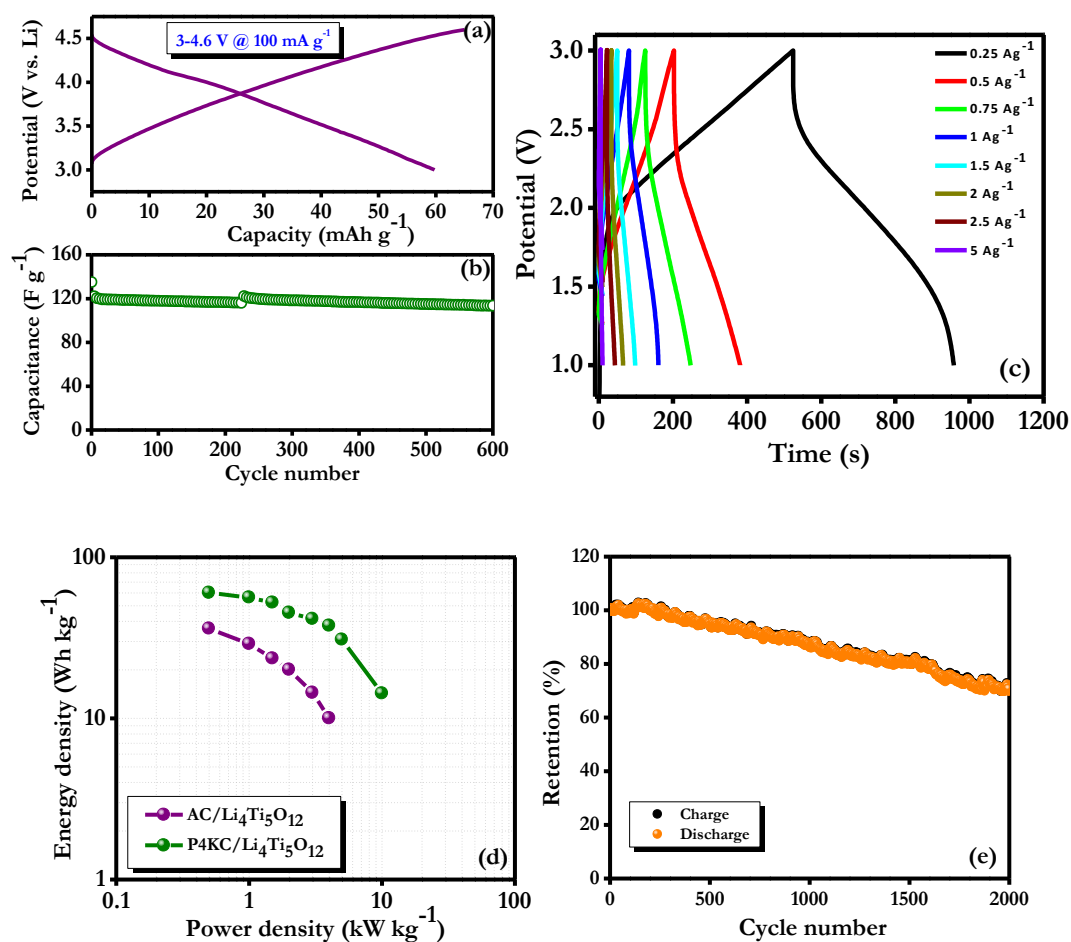 (a)
3-4.6 V @ 100 mA g⁻¹
Potential (V vs. Li)
4.5
4.0
3.5
3.0
0 10 20 30 40 50 60 70
Capacity (mAh g⁻¹)
(b)
Capacitance (F g⁻¹)
160
120
80
40
0
0 100 200 300 400 500 600
Cycle number
(c)
Potential (V)
3.0
2.5
2.0
1.5
1.0
0.25 Ag⁻¹
0.5 Ag⁻¹
0.75 Ag⁻¹
1 Ag⁻¹
1.5 Ag⁻¹
2 Ag⁻¹
2.5 Ag⁻¹
5 Ag⁻¹
0 200 400 600 800 1000 1200
Time (s)
(d)
Energy density (Wh kg⁻¹)
100
10
1
AC/Li₄Ti₅O₁₂
P4KC/Li₄Ti₅O₁₂
0.1 1 10 100
Power density (kW kg⁻¹)
(e)
Retention (%)
120
100
80
60
40
20
0
Charge
Discharge
0 500 1000 1500 2000
Cycle number